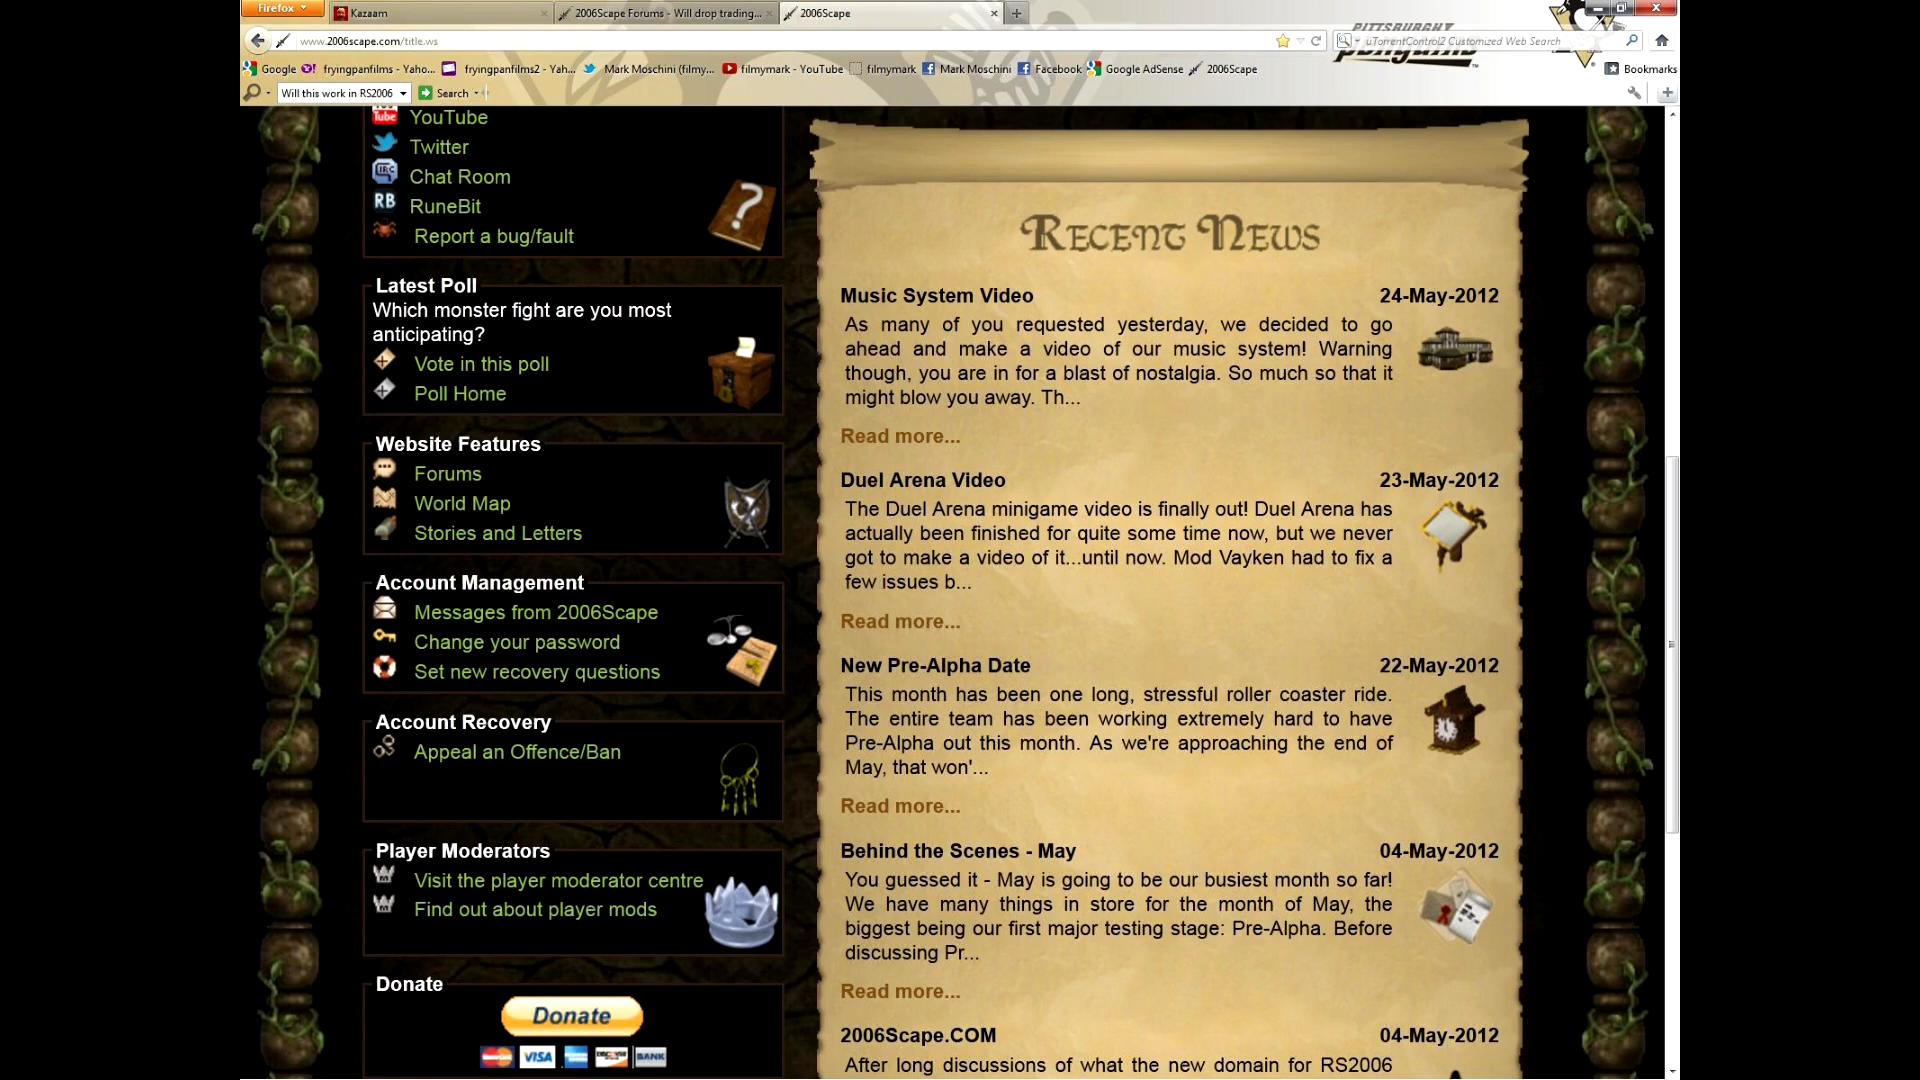 Firefox
Kazaam
2006Scape Forums - Will drop trading...
2006Scape
PITTSBURGH
penguins
www.2006scape.com/title.ws
uTorrentControl2 Customized Web Search
Google
fryingpanfilms - Yaho...
fryingpanfilms2 - Yah...
Mark Moschini (filmy...
filmymark - YouTube
filmymark
Mark Moschini
Facebook
Google AdSense
2006Scape
Bookmarks
Will this work in RS2006
Search
YouTube
Twitter
Chat Room
RuneBit
Report a bug/fault
Latest Poll
Which monster fight are you most
anticipating?
Vote in this poll
Poll Home
Website Features
Forums
World Map
Stories and Letters
Account Management
Messages from 2006Scape
Change your password
Set new recovery questions
Account Recovery
Appeal an Offence/Ban
Player Moderators
Visit the player moderator centre
Find out about player mods
Donate
Donate
VISA
BANK
Recent News
Music System Video 24-May-2012
As many of you requested yesterday, we decided to go
ahead and make a video of our music system! Warning
though, you are in for a blast of nostalgia. So much so that it
might blow you away. Th...
Read more...
Duel Arena Video 23-May-2012
The Duel Arena minigame video is finally out! Duel Arena has
actually been finished for quite some time now, but we never
got to make a video of it...until now. Mod Vayken had to fix a
few issues b...
Read more...
New Pre-Alpha Date 22-May-2012
This month has been one long, stressful roller coaster ride.
The entire team has been working extremely hard to have
Pre-Alpha out this month. As we're approaching the end of
May, that won'...
Read more...
Behind the Scenes - May 04-May-2012
You guessed it - May is going to be our busiest month so far!
We have many things in store for the month of May, the
biggest being our first major testing stage: Pre-Alpha. Before
discussing Pr...
Read more...
2006Scape.COM 04-May-2012
After long discussions of what the new domain for RS2006